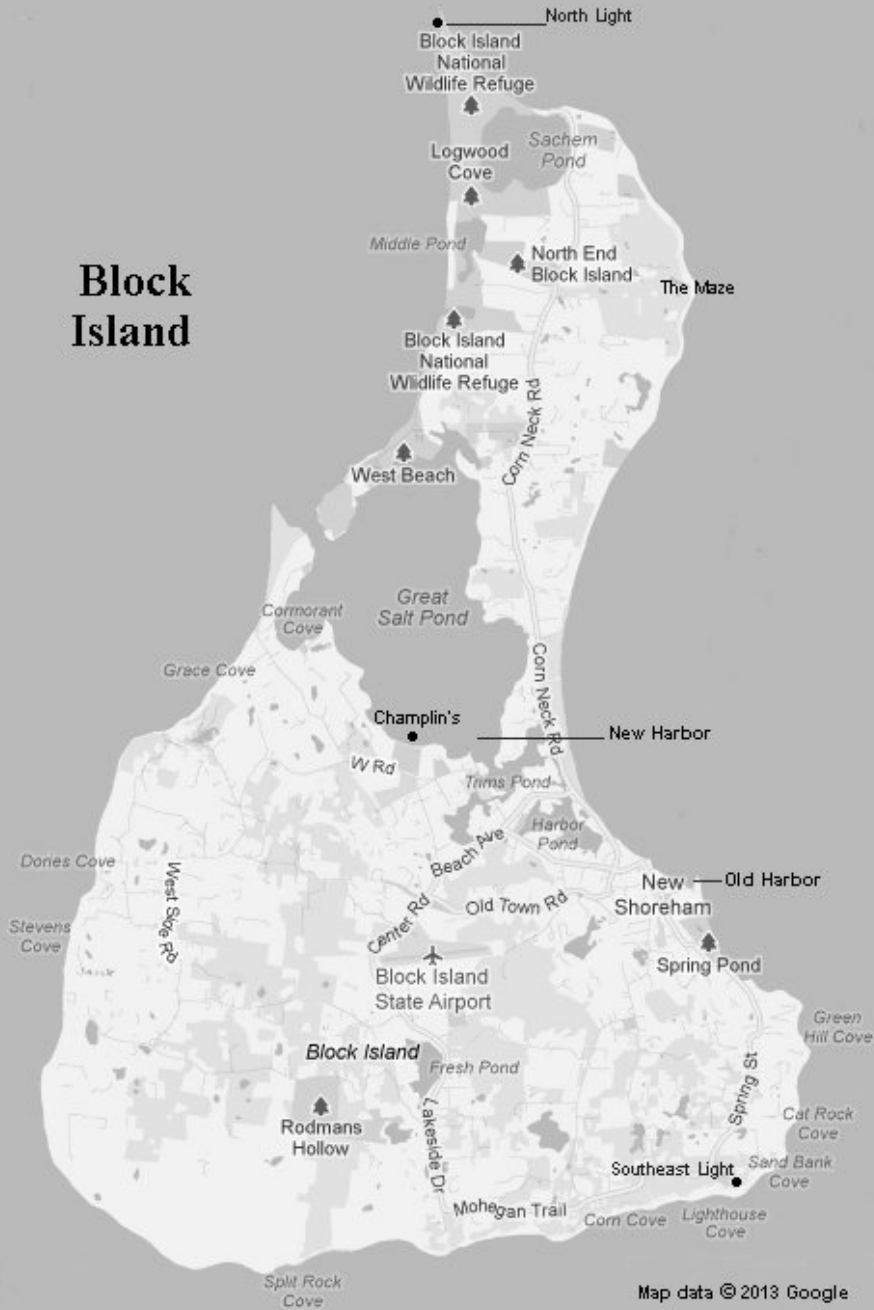 North Light
Block Island
National
Wildlife Refuge
Sachem
Pond
Logwood
Cove
Middle Pond
North End
Block Island
Block
Island
The Maze
Block Island
National
Wildlife Refuge
Corn Neck Rd
West Beach
Great
Salt Pond
Cormorant
Cove
Grace Cove
Corn Neck Rd
Champlin's
New Harbor
W Rd
Trims Pond
Harbor
Pond
Beach Ave
Dories Cove
West Side Rd
New
Shoreham
Old Harbor
Old Town Rd
Center Rd
Stevens
Cove
Spring Pond
Block Island
State Airport
Green
Hill Cove
Block Island
Fresh Pond
Spring St
Rodmans
Hollow
Lakeside Dr
Cat Rock
Cove
Southeast Light
Sand Bank
Cove
Mohegan Trail
Corn Cove
Lighthouse
Cove
Split Rock
Cove
Map data © 2013 Google